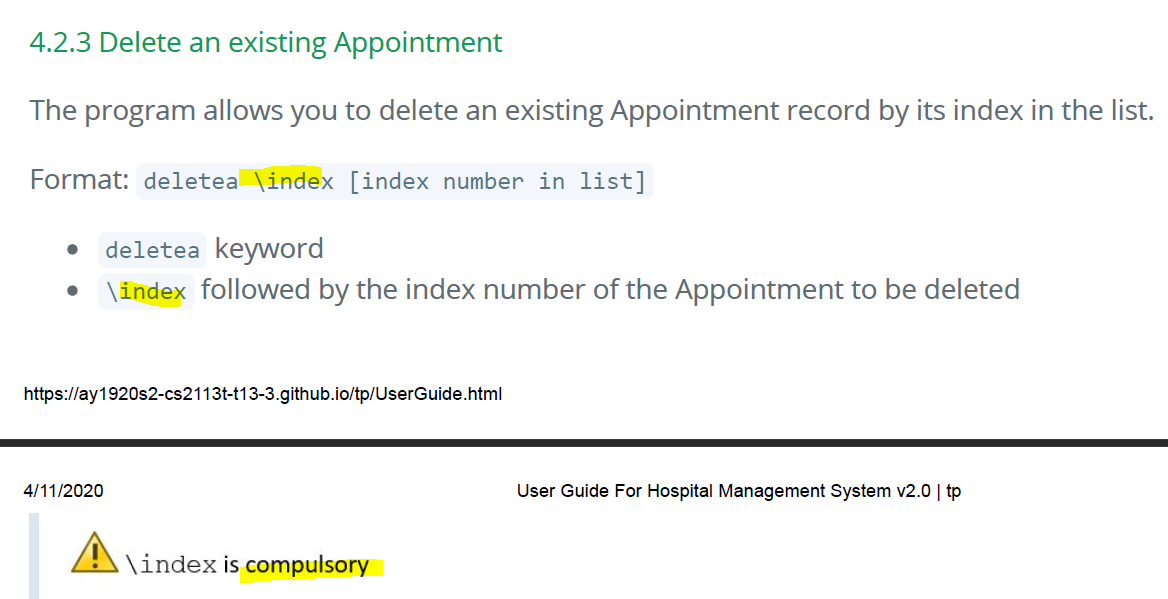 4.2.3 Delete an existing Appointment
The program allows you to delete an existing Appointment record by its index in the list.
Format: deletea \index [index number in list]
deletea keyword
\index followed by the index number of the Appointment to be deleted
https://ay1920s2-cs2113t-t13-3.github.io/tp/UserGuide.html
4/11/2020 User Guide For Hospital Management System v2.0 | tp
\index is compulsory